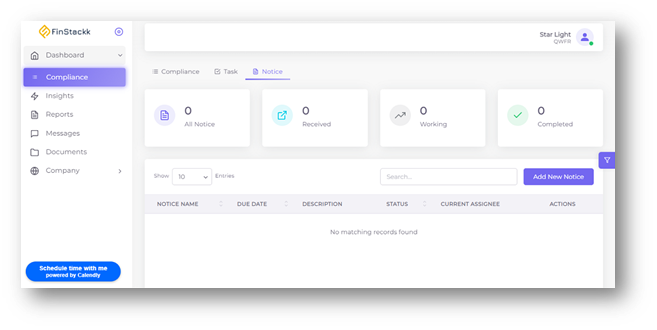 FinStackk
Star Light
QWFR
Dashboard
Compliance
Insights
Reports
Messages
Documents
Company
Schedule time with me
powered by Calendly
Compliance Task Notice
0
All Notice
0
Received
0
Working
0
Completed
Show 10 Entries Search... Add New Notice
NOTICE NAME DUE DATE DESCRIPTION STATUS CURRENT ASSIGNEE ACTIONS
No matching records found